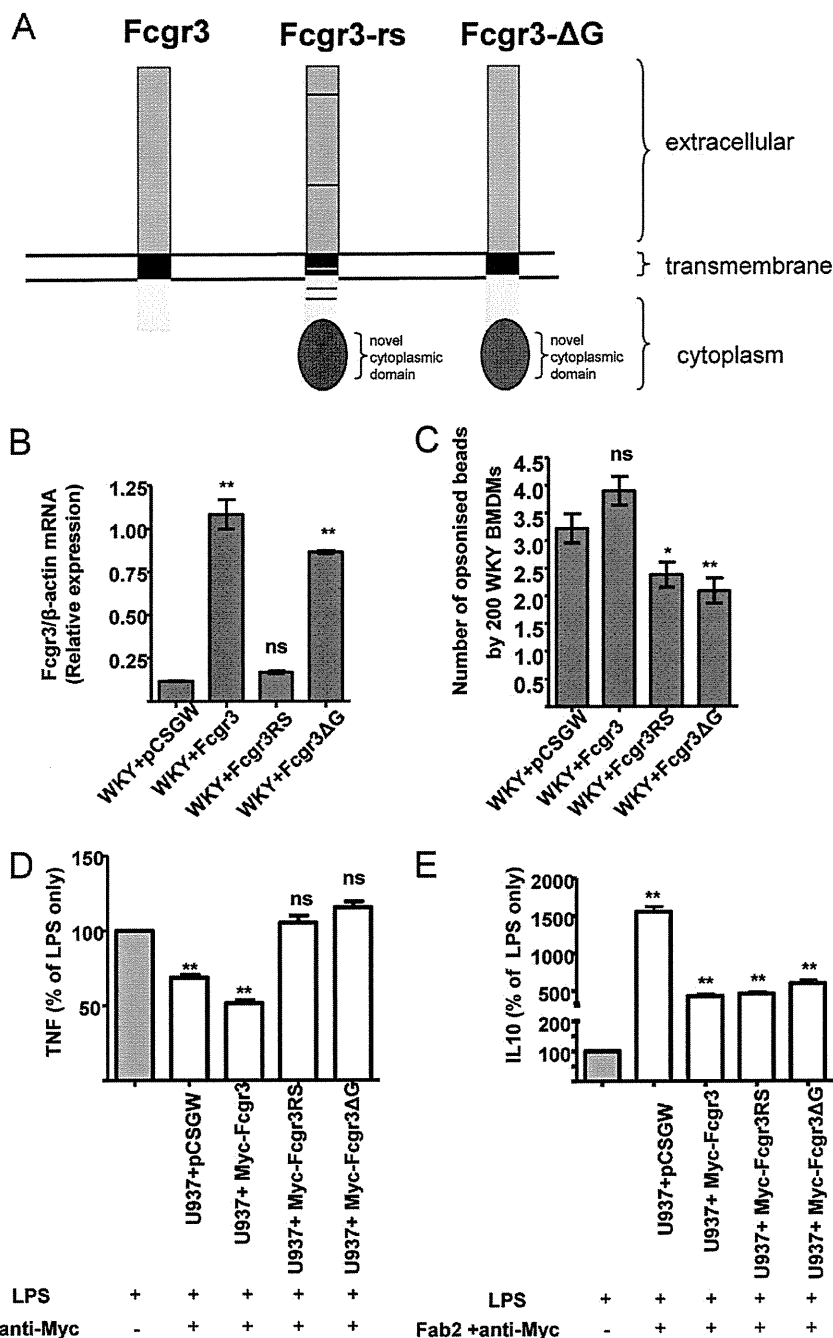 A
Fcgr3
Fcgr3-rs
Fcgr3-ΔG
extracellular
transmembrane
cytoplasm
novel
cytoplasmic
domain
novel
cytoplasmic
domain
B
Fcgr3/β-actin mRNA
(Relative expression)
1.25
1.00
0.75
0.50
0.25
**
ns
**
WKY+pCSGW
WKY+Fcgr3
WKY+Fcgr3RS
WKY+Fcgr3ΔG
C
Number of opsonised beads
by 200 WKY BMDMs
4.5
4.0
3.5
3.0
2.5
2.0
1.5
1.0
0.5
ns
*
**
WKY+pCSGW
WKY+Fcgr3
WKY+Fcgr3RS
WKY+Fcgr3ΔG
D
TNF (% of LPS only)
150
100
50
**
**
ns
ns
U937+pCSGW
U937+ Myc-Fcgr3
U937+ Myc-Fcgr3RS
U937+ Myc-Fcgr3ΔG
LPS + + + + +
anti-Myc - + + + +
E
IL10 (% of LPS only)
2000
1500
1000
500
200
100
**
**
**
**
U937+pCSGW
U937+ Myc-Fcgr3
U937+ Myc-Fcgr3RS
U937+ Myc-Fcgr3ΔG
LPS + + + + +
Fab2 +anti-Myc - + + + +